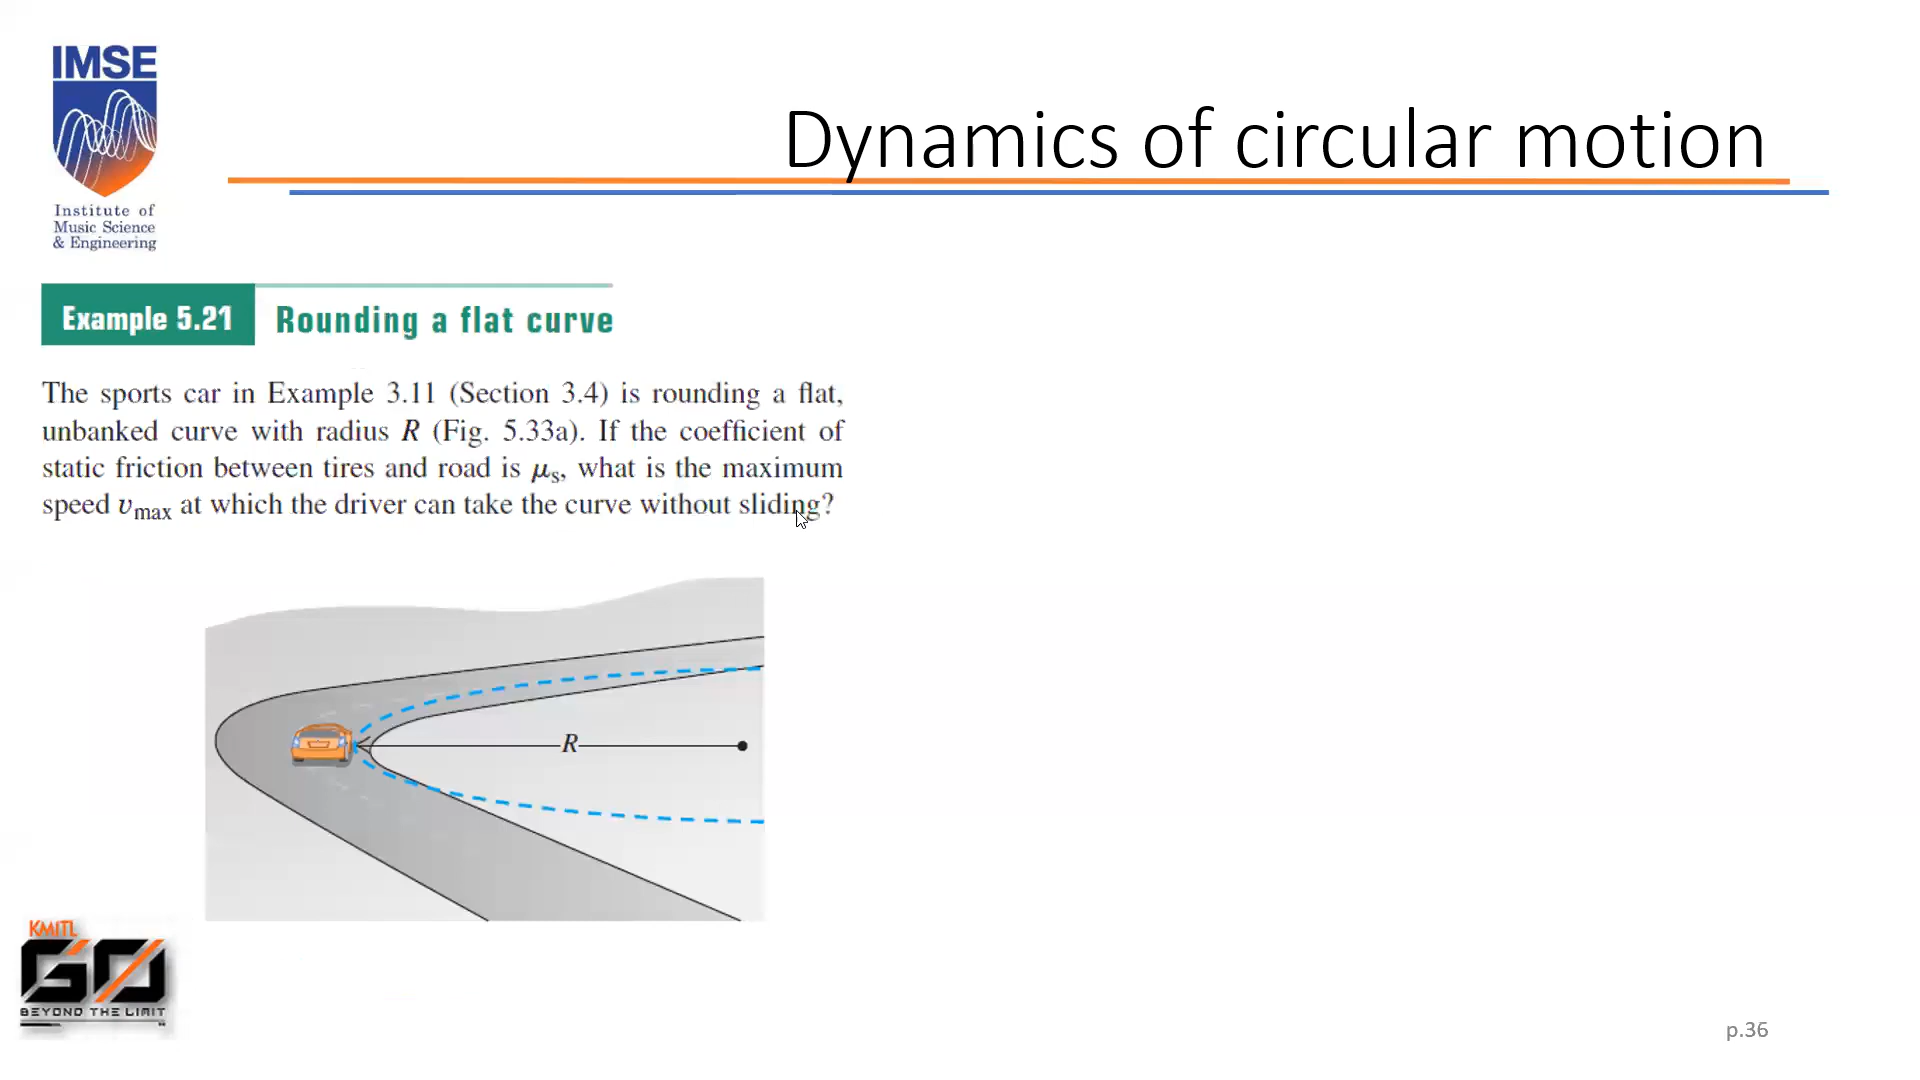 IMSE
Institute of
Music Science
& Engineering
Dynamics of circular motion
Example 5.21 Rounding a flat curve
The sports car in Example 3.11 (Section 3.4) is rounding a flat,
unbanked curve with radius R (Fig. 5.33a). If the coefficient of
static friction between tires and road is μs, what is the maximum
speed vmax at which the driver can take the curve without sliding?
R
KMITL
GO
BEYOND THE LIMIT
p.36